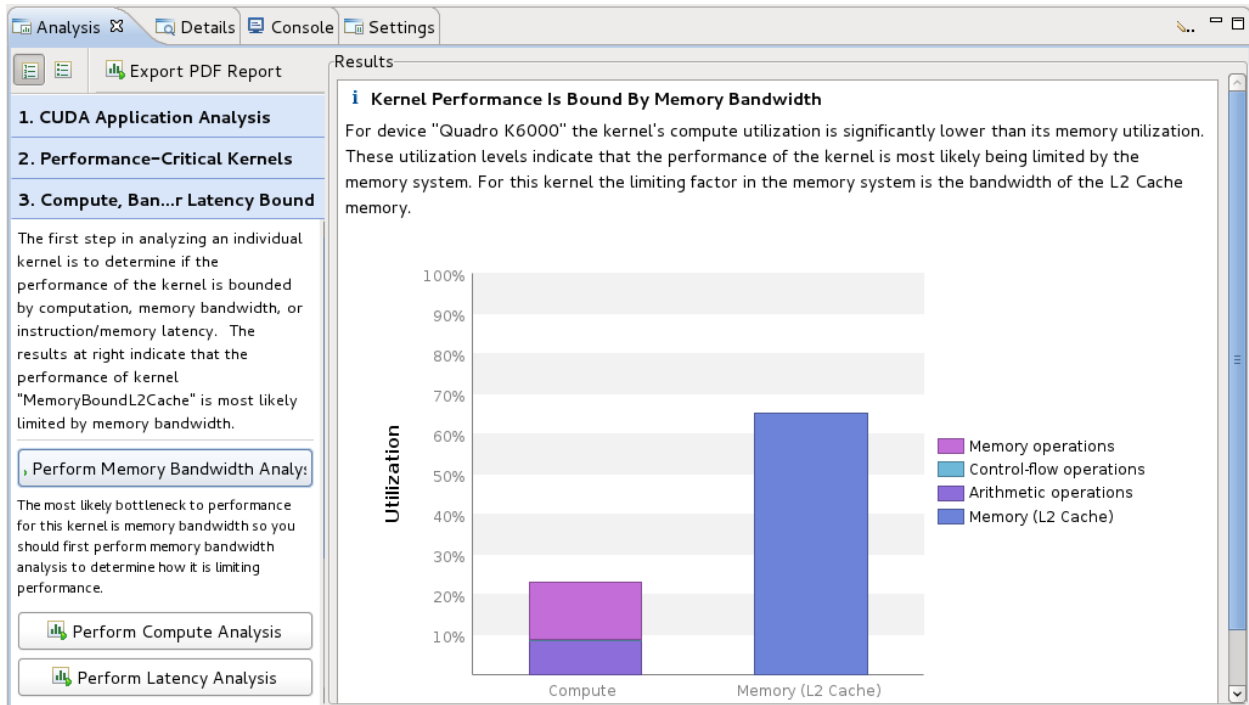 Analysis
Details
Console
Settings
Export PDF Report
1. CUDA Application Analysis
2. Performance-Critical Kernels
3. Compute, Ban...r Latency Bound
The first step in analyzing an individual
kernel is to determine if the
performance of the kernel is bounded
by computation, memory bandwidth, or
instruction/memory latency. The
results at right indicate that the
performance of kernel
"MemoryBoundL2Cache" is most likely
limited by memory bandwidth.
Perform Memory Bandwidth Analys
The most likely bottleneck to performance
for this kernel is memory bandwidth so you
should first perform memory bandwidth
analysis to determine how it is limiting
performance.
Perform Compute Analysis
Perform Latency Analysis
Results
i Kernel Performance Is Bound By Memory Bandwidth
For device "Quadro K6000" the kernel's compute utilization is significantly lower than its memory utilization.
These utilization levels indicate that the performance of the kernel is most likely being limited by the
memory system. For this kernel the limiting factor in the memory system is the bandwidth of the L2 Cache
memory.
100%
90%
80%
70%
60%
50%
40%
30%
20%
10%
Utilization
Compute
Memory (L2 Cache)
Memory operations
Control-flow operations
Arithmetic operations
Memory (L2 Cache)